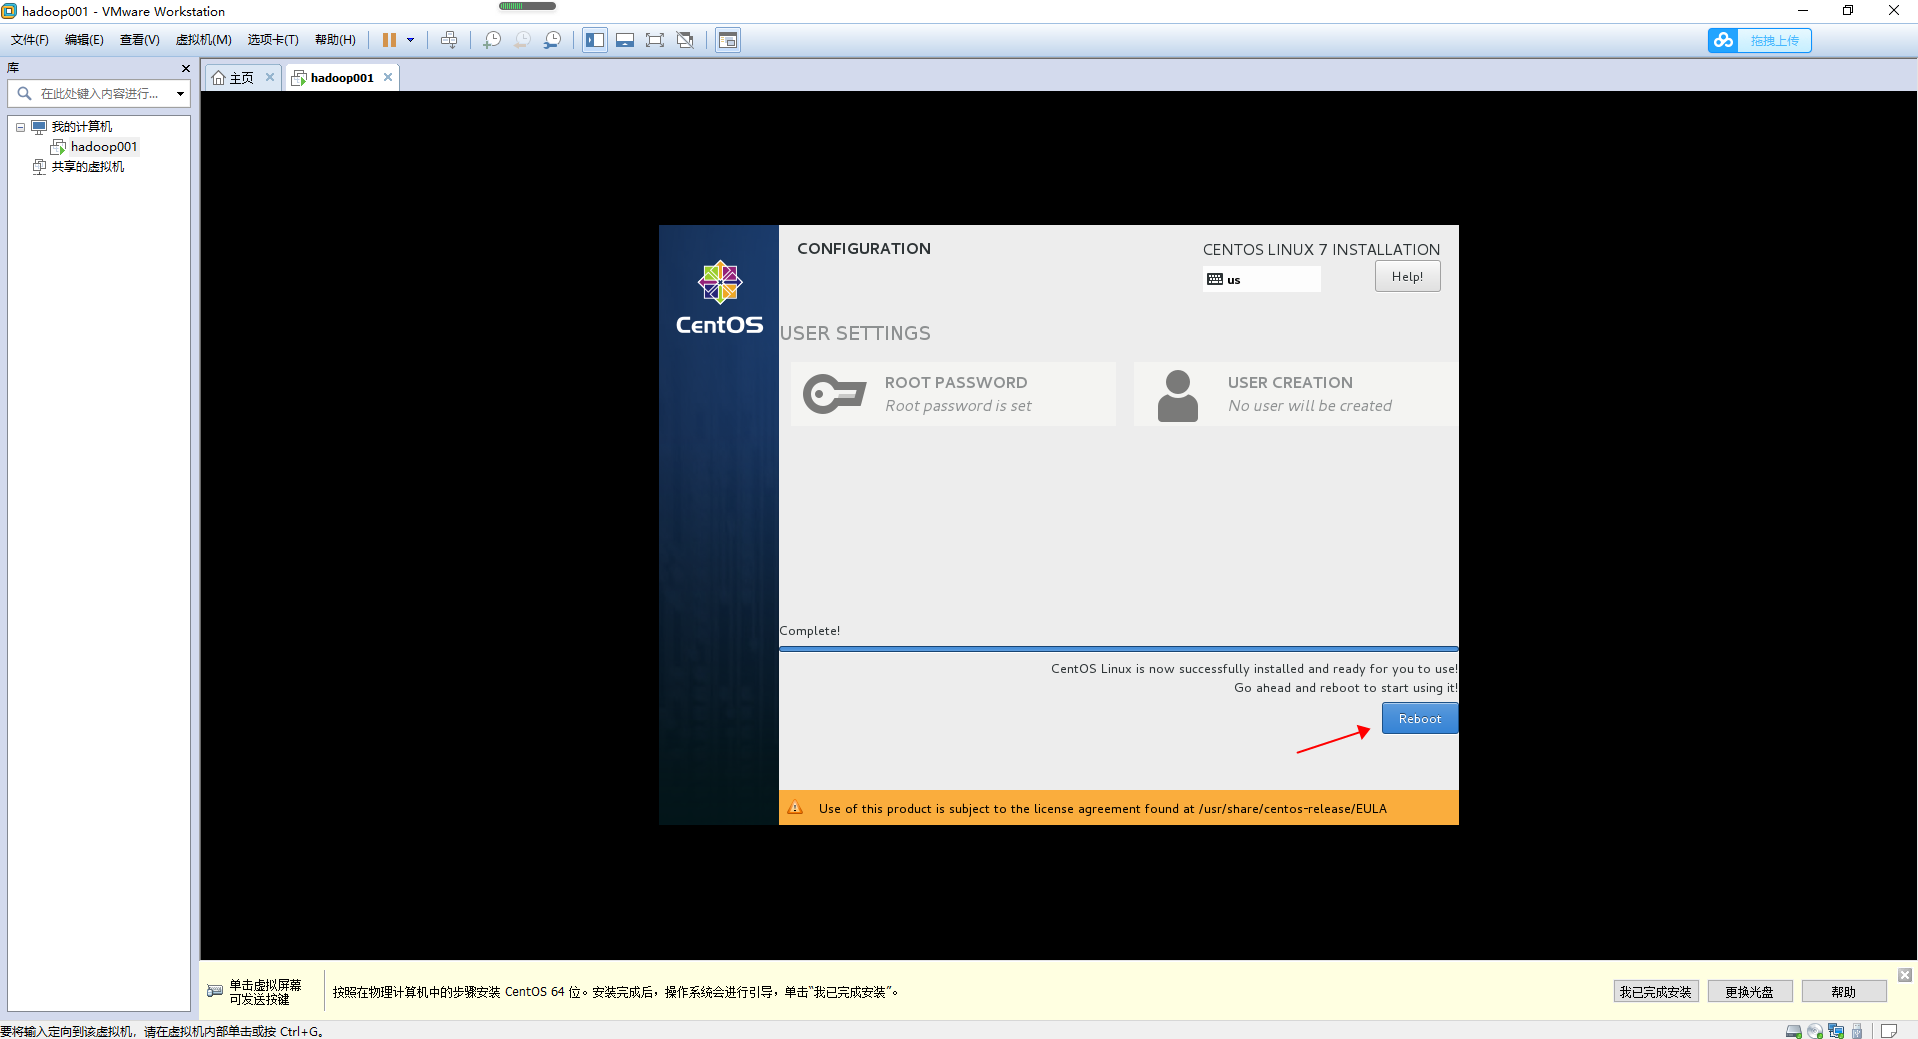 hadoop001 - VMware Workstation
文件(F) 编辑(E) 查看(V) 虚拟机(M) 选项卡(T) 帮助(H)
拖拽上传
库
主页
hadoop001
在此处键入内容进行...
我的计算机
hadoop001
共享的虚拟机
CentOS
CONFIGURATION
CENTOS LINUX 7 INSTALLATION
us
Help!
USER SETTINGS
ROOT PASSWORD
Root password is set
USER CREATION
No user will be created
Complete!
CentOS Linux is now successfully installed and ready for you to use!
Go ahead and reboot to start using it!
Reboot
Use of this product is subject to the license agreement found at /usr/share/centos-release/EULA
单击虚拟屏幕
可发送按键
按照在物理计算机中的步骤安装 CentOS 64 位。安装完成后，操作系统会进行引导，单击“我已完成安装”。
我已完成安装
更换光盘
帮助
要将输入定向到该虚拟机，请在虚拟机内部单击或按 Ctrl+G。